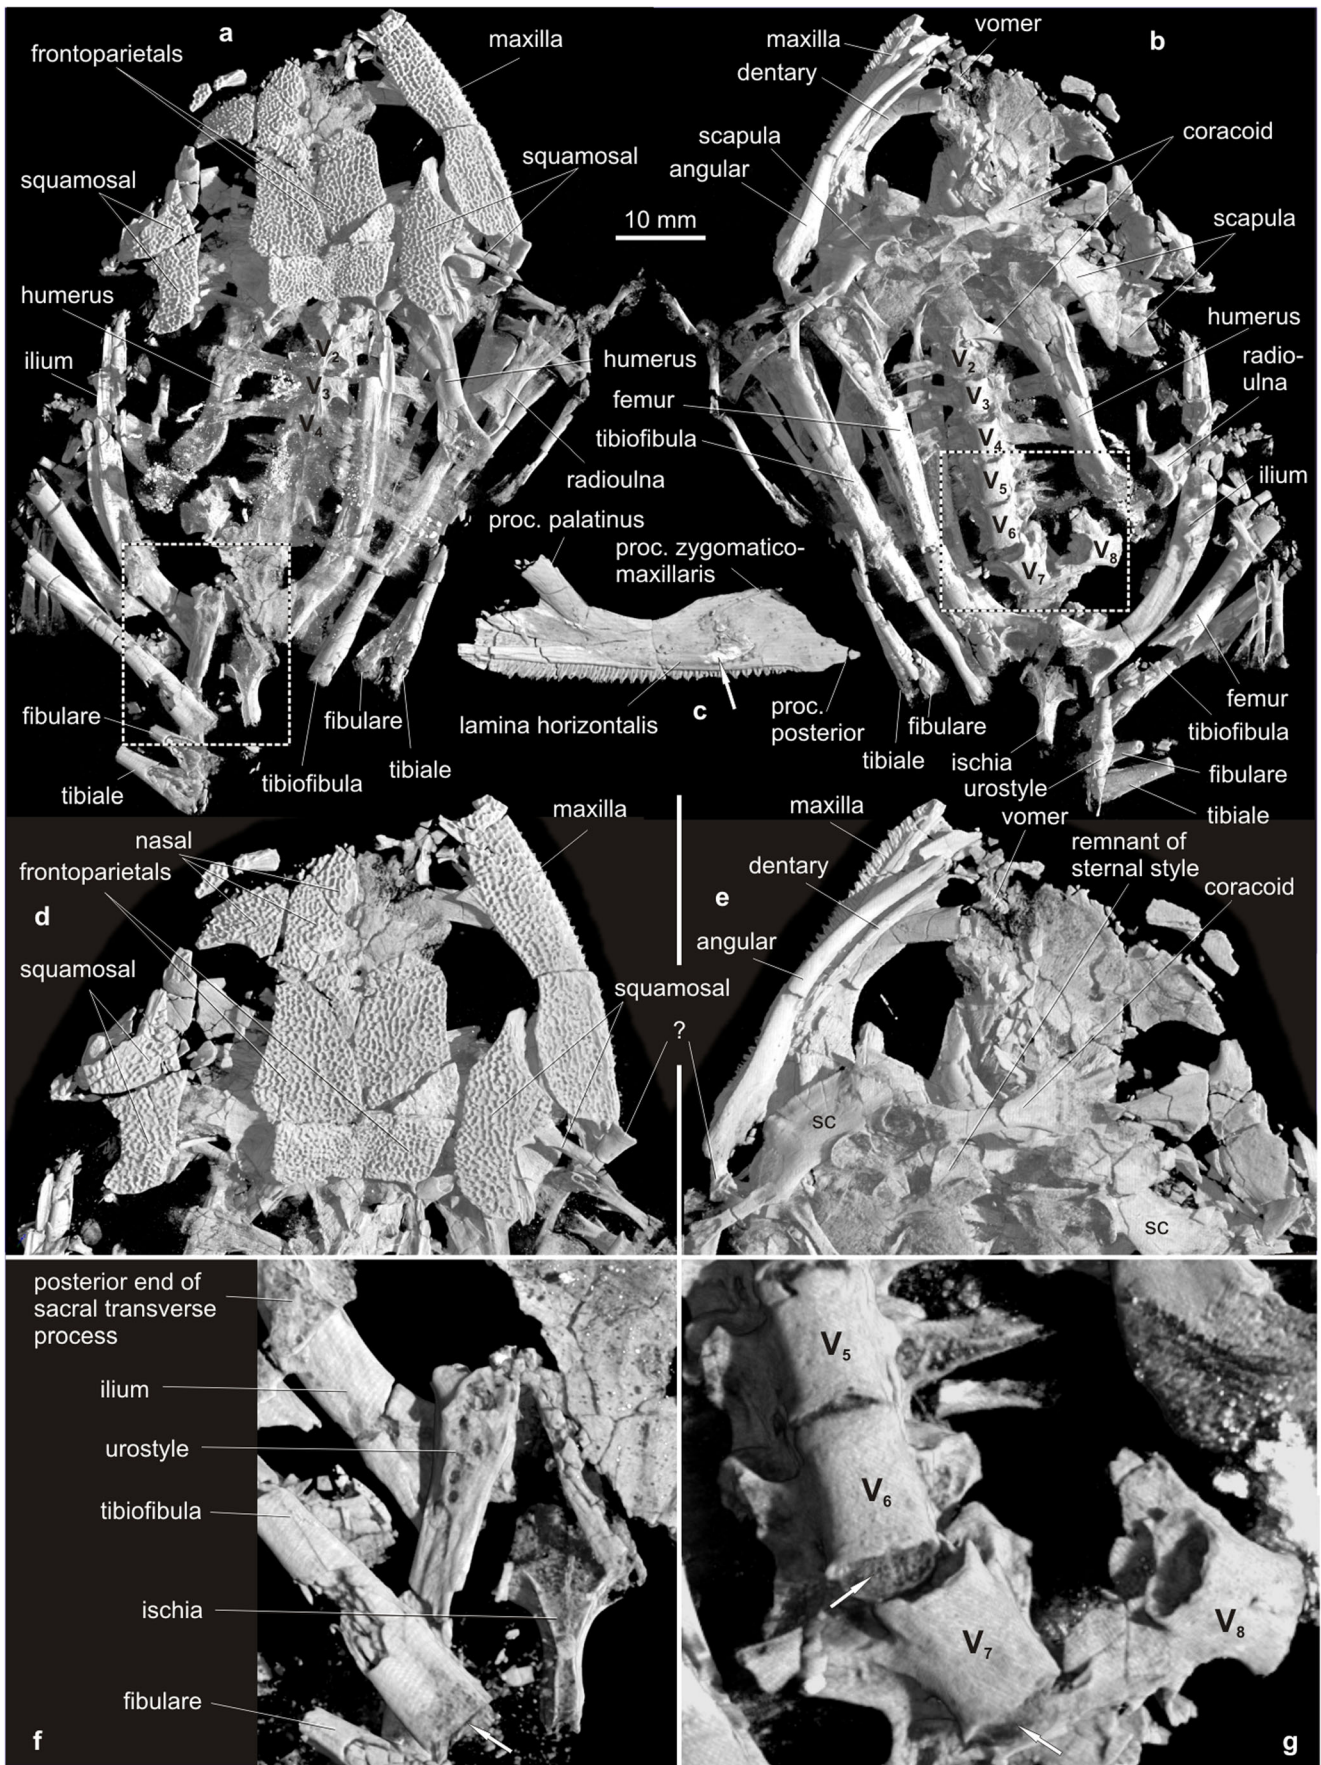 a
frontoparietals
maxilla
squamosal
squamosal
10 mm
humerus
ilium
V2
V3
V4
humerus
radioulna
fibulare
tibiale
tibiofibula
fibulare
tibiale
b
vomer
maxilla
dentary
scapula
angular
coracoid
scapula
humerus
radio-
ulna
femur
tibiofibula
V2
V3
V4
V5
V6
V7
V8
ilium
femur
tibiofibula
fibulare
tibiale
tibiale
fibulare
ischia
urostyle
proc. palatinus
proc. zygomatico-
maxillaris
lamina horizontalis
c
proc.
posterior
d
nasal
frontoparietals
maxilla
squamosal
squamosal
?
e
maxilla
vomer
dentary
remnant of
sternal style
coracoid
angular
sc
sc
posterior end of
sacral transverse
process
ilium
urostyle
tibiofibula
ischia
fibulare
f
V5
V6
V7
V8
g